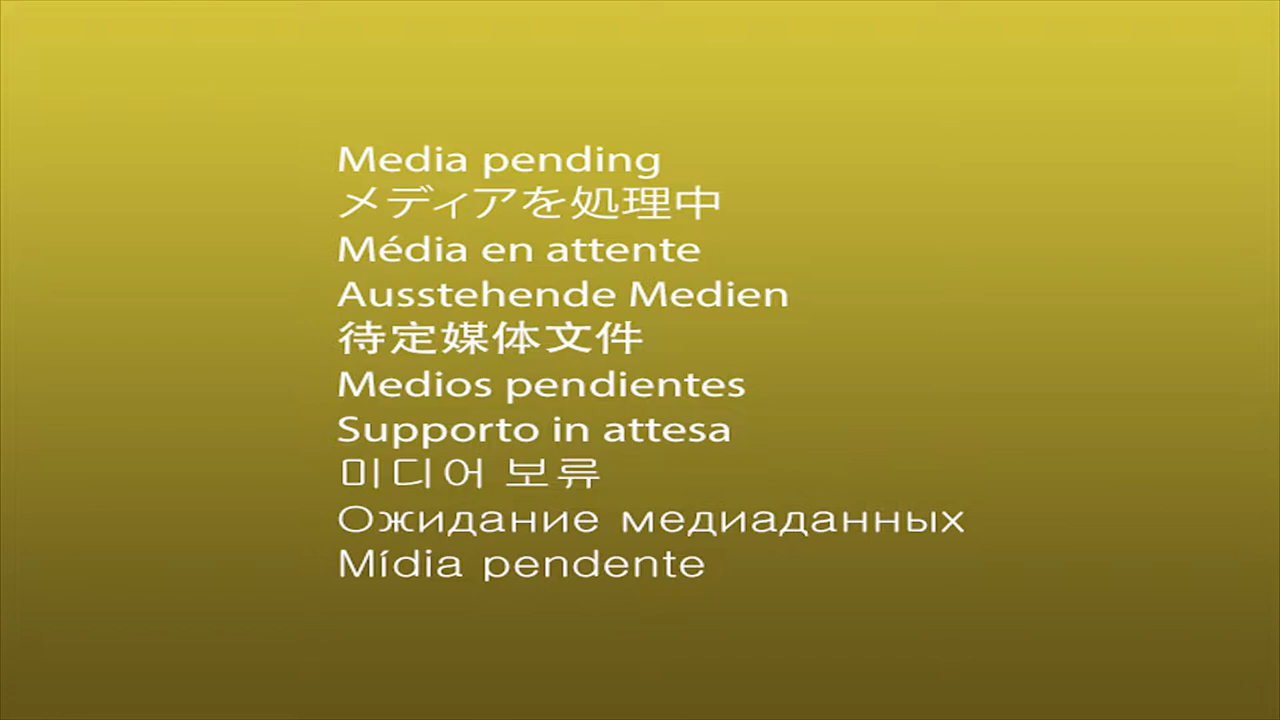 Media pending
メディアを処理中
Média en attente
Ausstehende Medien
待定媒体文件
Medios pendientes
Supporto in attesa
미디어 보류
Ожидание медиаданных
Mídia pendente